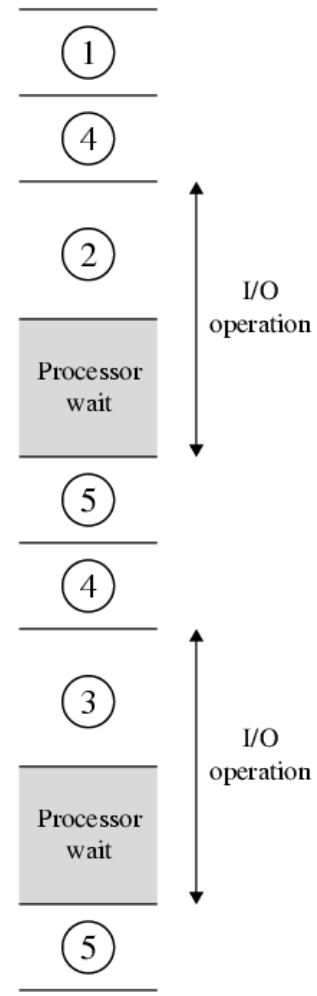 1
4
2
I/O
operation
Processor
wait
5
4
3
I/O
operation
Processor
wait
5